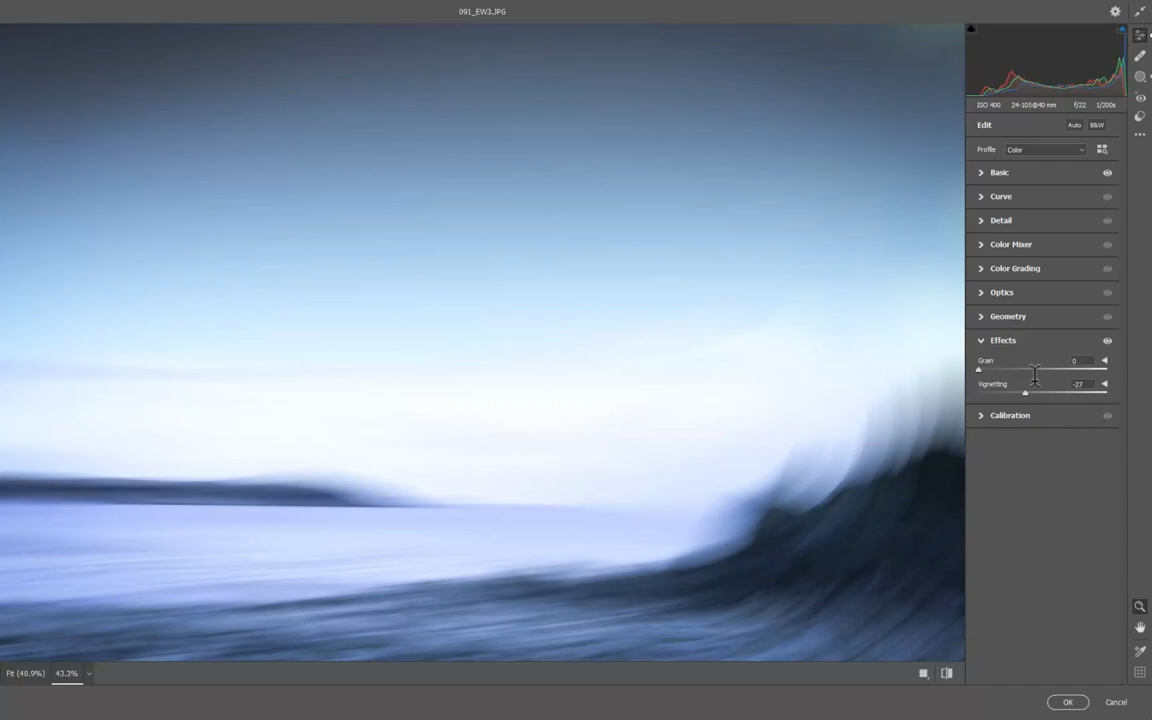 091_EW3.JPG
ISO 400 24-105@40 mm f/22 1/200s
Edit Auto B&W
Profile Color
Basic
Curve
Detail
Color Mixer
Color Grading
Optics
Geometry
Effects
Grain 0
Vignetting -27
Calibration
Fit (40.9%) 43.3%
OK Cancel